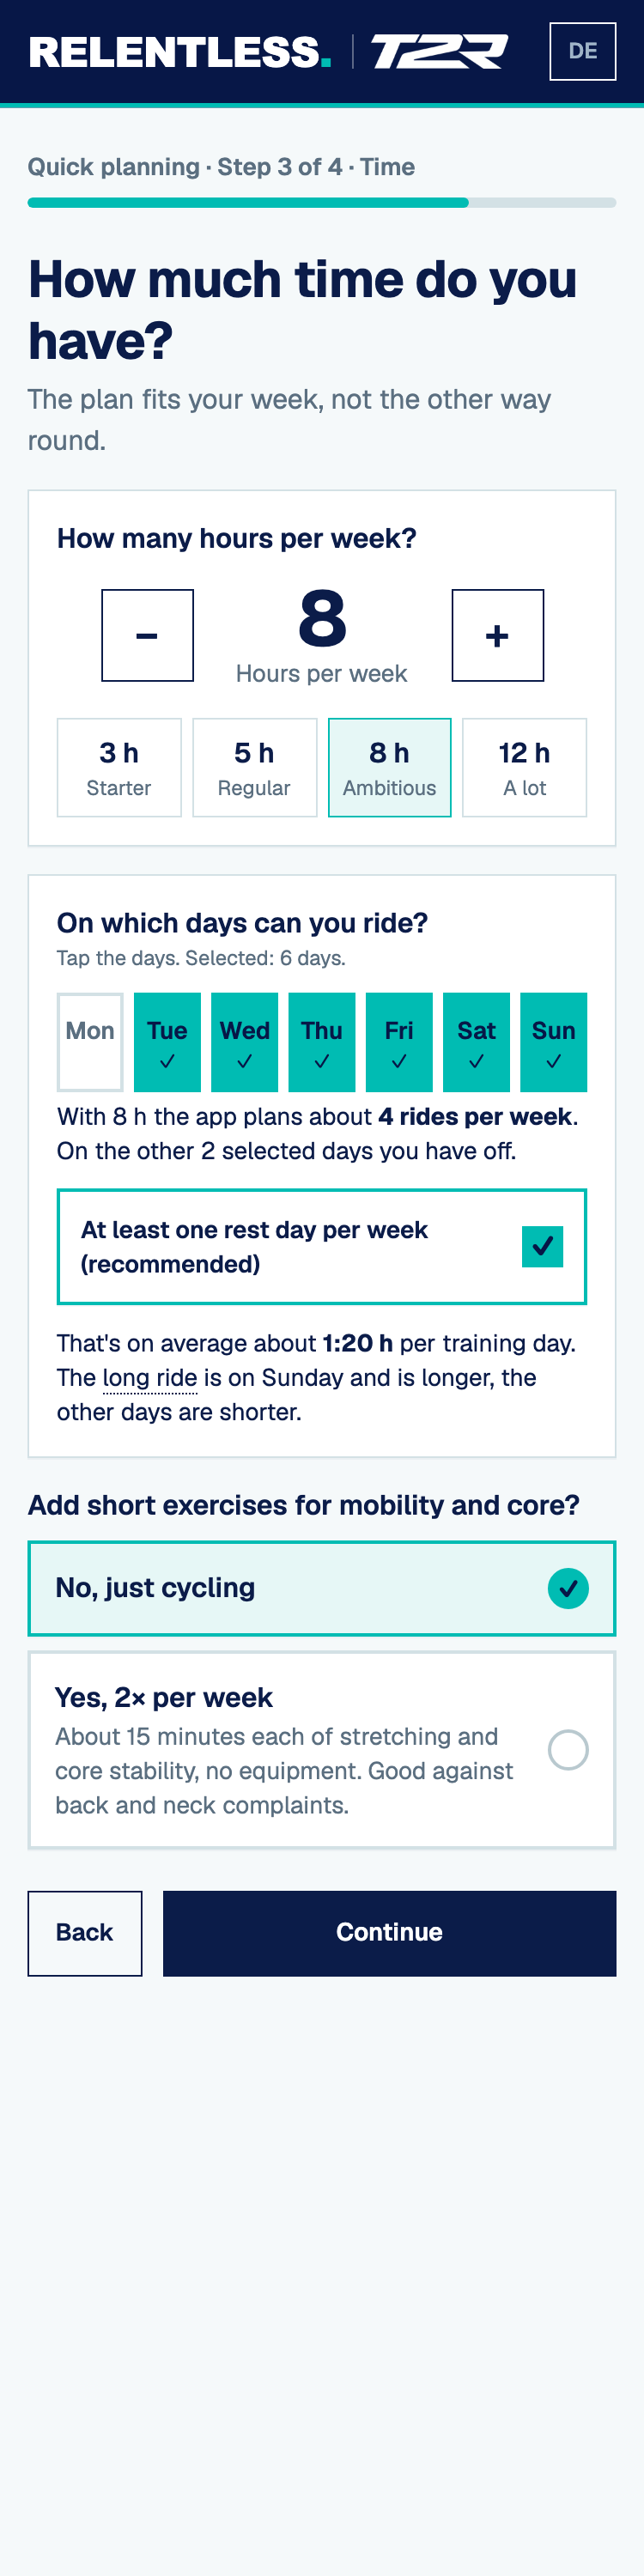 RELENTLESS. T2R DE
Quick planning · Step 3 of 4 · Time
How much time do you
have?
The plan fits your week, not the other way
round.
How many hours per week?
− 8 +
Hours per week
3 h 5 h 8 h 12 h
Starter Regular Ambitious A lot
On which days can you ride?
Tap the days. Selected: 6 days.
Mon Tue Wed Thu Fri Sat Sun
✓ ✓ ✓ ✓ ✓ ✓
With 8 h the app plans about 4 rides per week.
On the other 2 selected days you have off.
At least one rest day per week
(recommended)
That's on average about 1:20 h per training day.
The long ride is on Sunday and is longer, the
other days are shorter.
Add short exercises for mobility and core?
No, just cycling
Yes, 2× per week
About 15 minutes each of stretching and
core stability, no equipment. Good against
back and neck complaints.
Back Continue